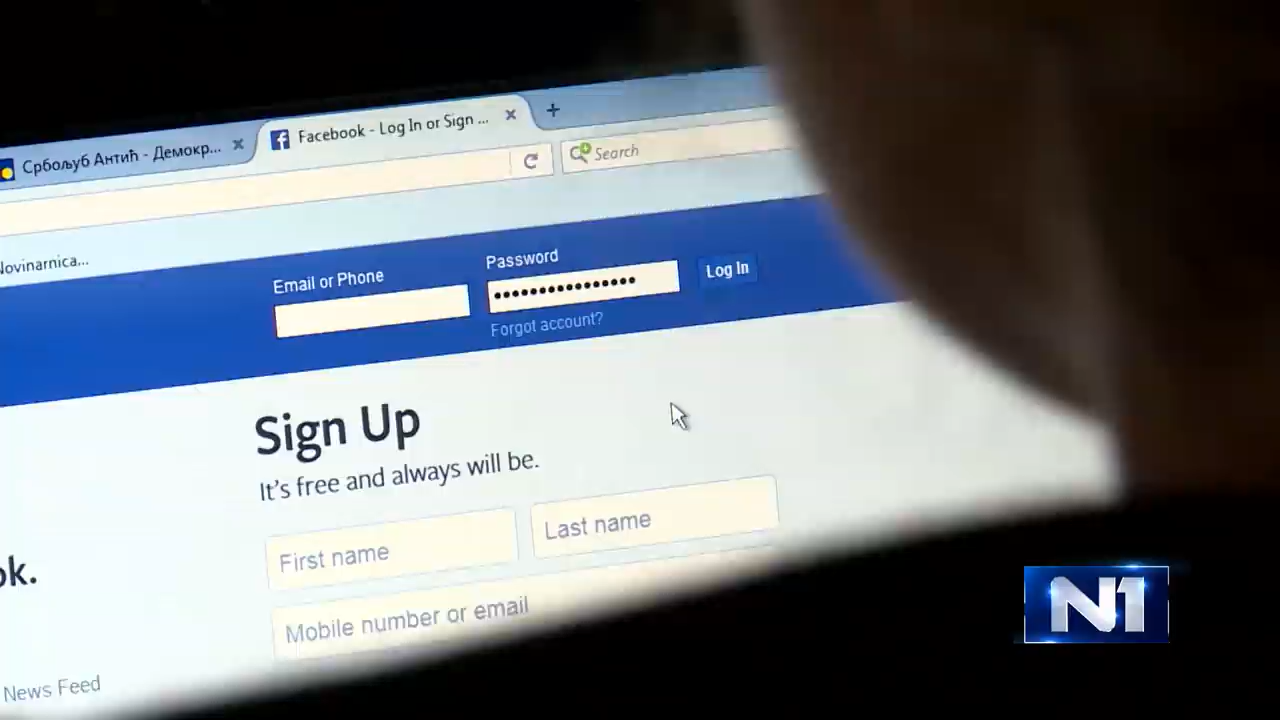 Србољуб Антић - Демокр...
Facebook - Log In or Sign ...
Search
Novinarnica...
Email or Phone
Password
••••••••••••••••
Log In
Forgot account?
Sign Up
It's free and always will be.
First name
Last name
ok.
Mobile number or email
News Feed
N1